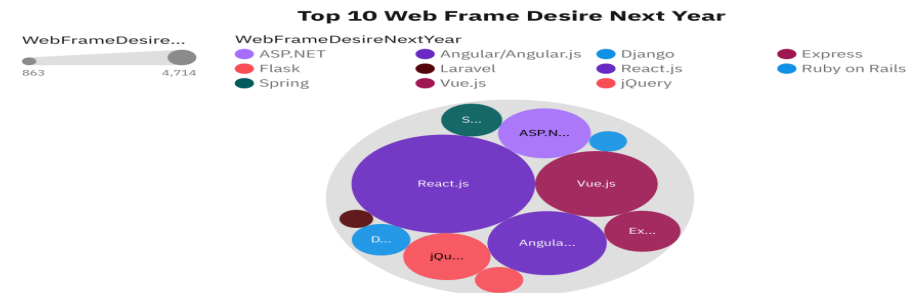 Top 10 Web Frame Desire Next Year
WebFrameDesire...
863 4,714
WebFrameDesireNextYear
ASP.NET Angular/Angular.js Django Express
Flask Laravel React.js Ruby on Rails
Spring Vue.js jQuery
S...
ASP.N...
React.js
Vue.js
Ex...
D...
Angula...
jQu...